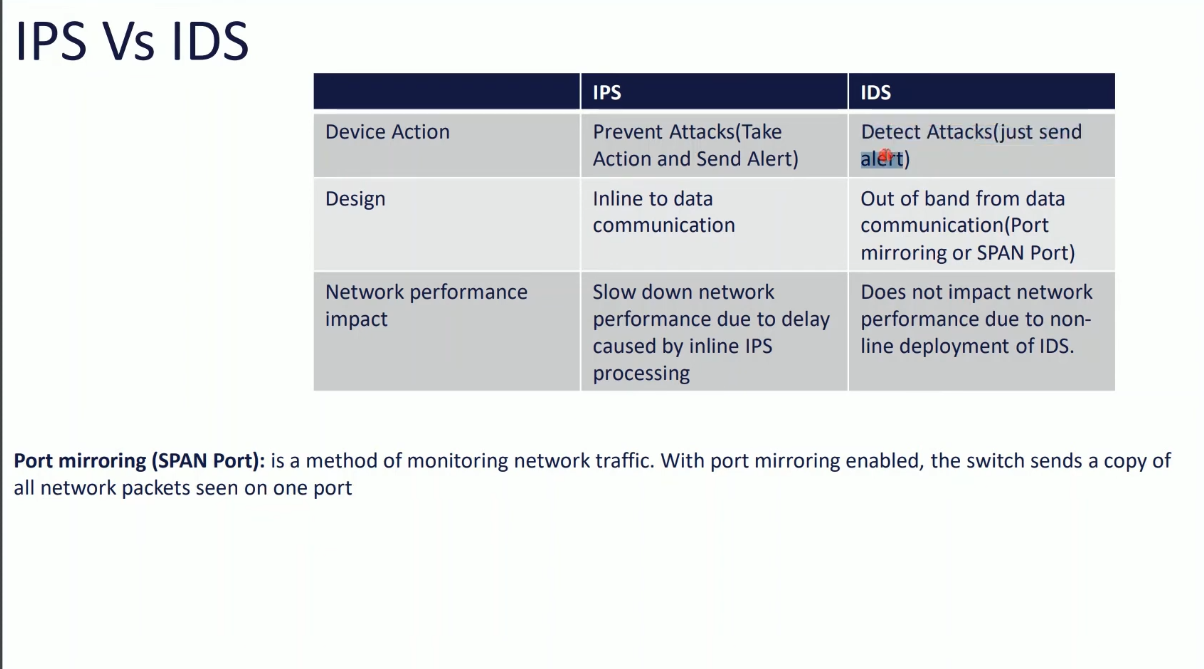 IPS Vs IDS
IPS
IDS
Device Action
Prevent Attacks(Take
Action and Send Alert)
Detect Attacks(just send
alert)
Design
Inline to data
communication
Out of band from data
communication(Port
mirroring or SPAN Port)
Network performance
impact
Slow down network
performance due to delay
caused by inline IPS
processing
Does not impact network
performance due to non-
line deployment of IDS.
Port mirroring (SPAN Port): is a method of monitoring network traffic. With port mirroring enabled, the switch sends a copy of
all network packets seen on one port